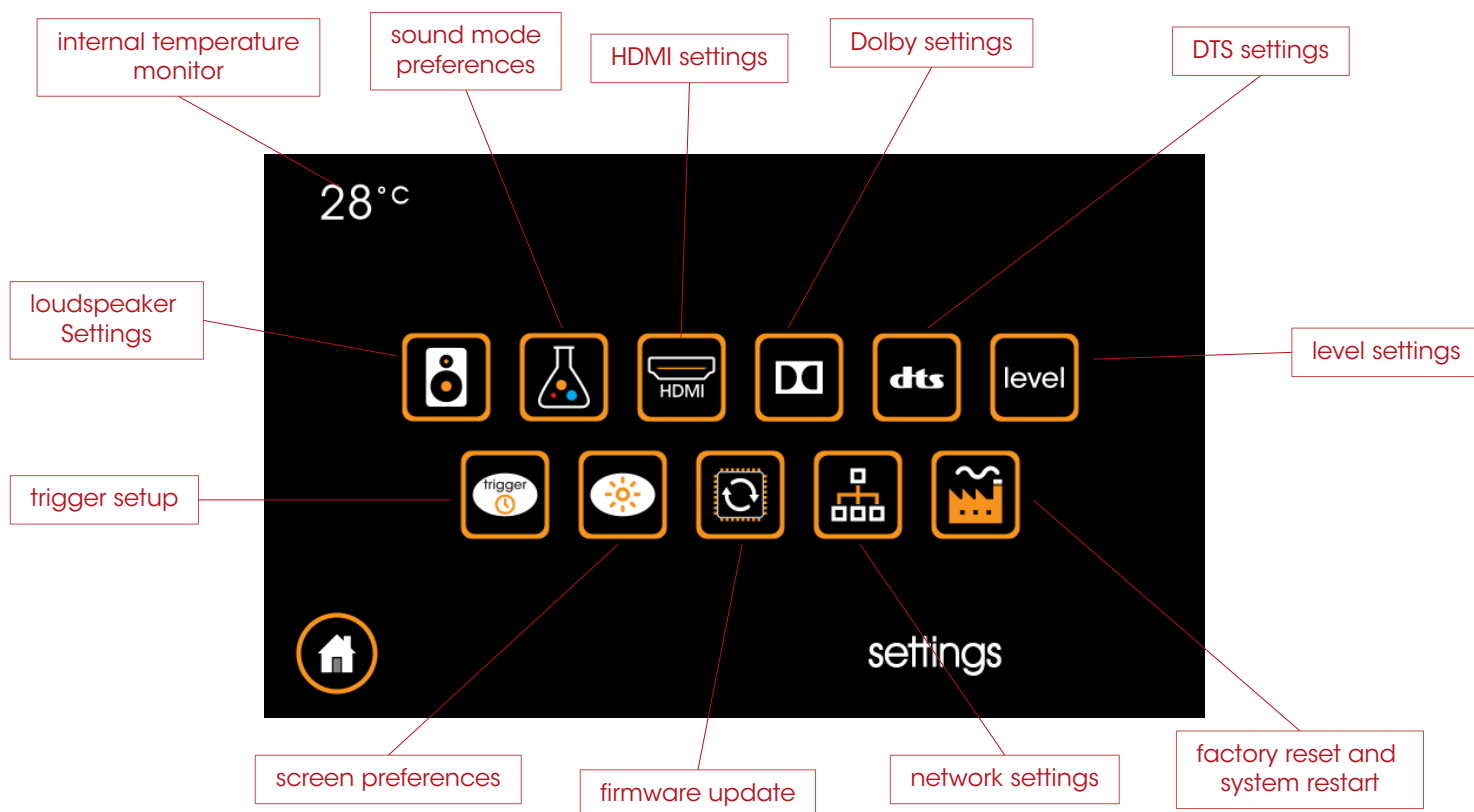 internal temperature
monitor
sound mode
preferences
HDMI settings
Dolby settings
DTS settings
28°C
loudspeaker
Settings
HDMI
dts
level
level settings
trigger setup
trigger
settings
screen preferences
firmware update
network settings
factory reset and
system restart